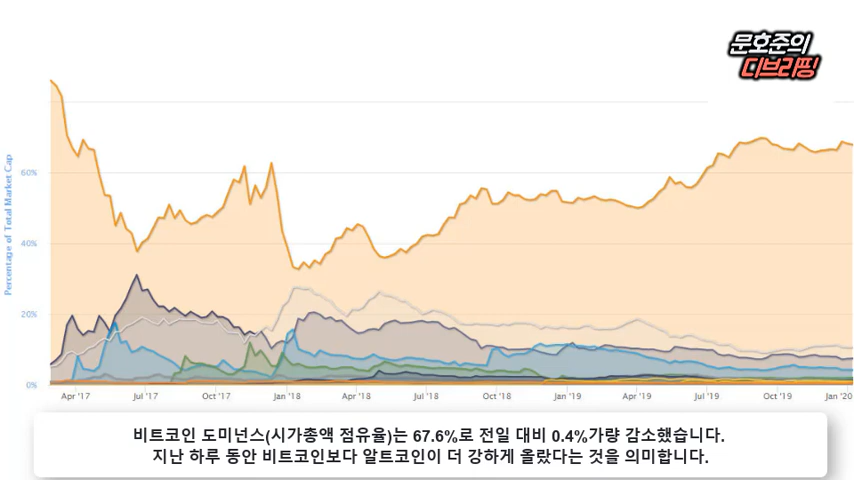 문호준의
디브리핑
Percentage of Total Market Cap
60%
40%
20%
0%
Apr '17
Jul '17
Oct '17
Jan '18
Apr '18
Jul '18
Oct '18
Jan '19
Apr '19
Jul '19
Oct '19
Jan '20
비트코인 도미넌스(시가총액 점유율)는 67.6%로 전일 대비 0.4%가량 감소했습니다.
지난 하루 동안 비트코인보다 알트코인이 더 강하게 올랐다는 것을 의미합니다.